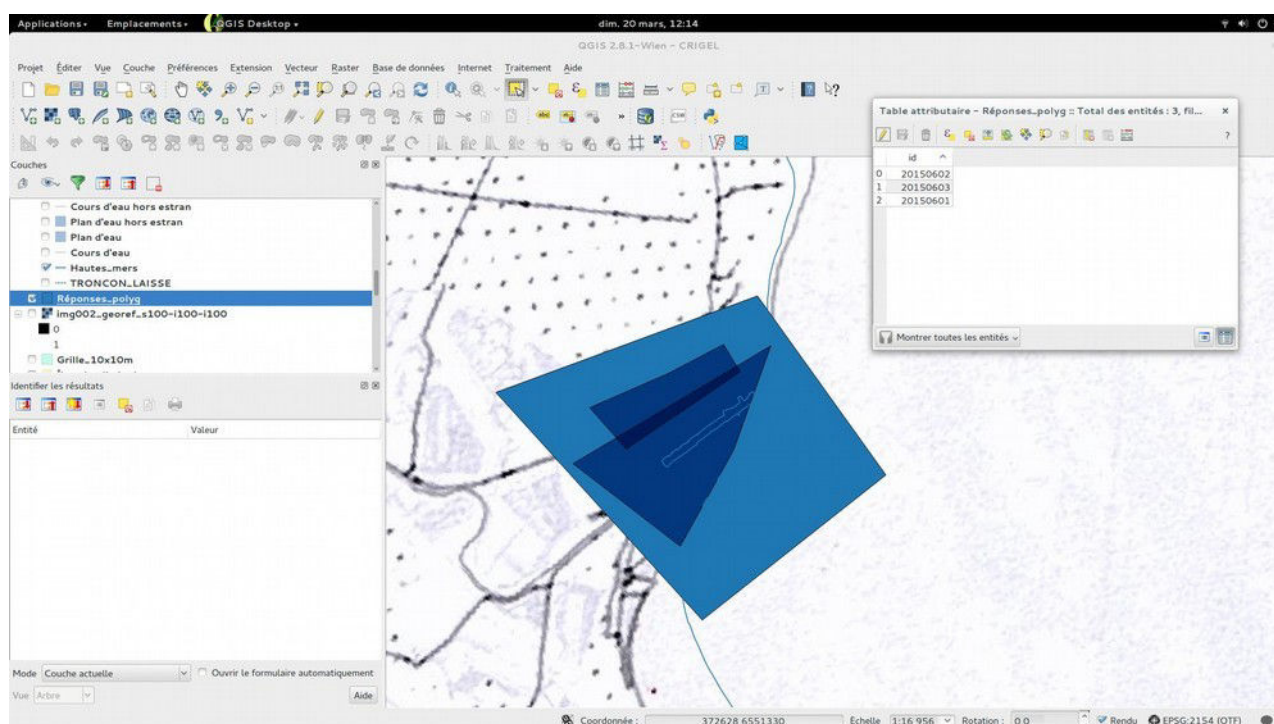 Applications Emplacements QGIS Desktop dim. 20 mars, 12:14
QGIS 2.8.1-Wien - CRIGEL
Projet Éditer Vue Couche Préférences Extension Vecteur Raster Base de données Internet Traitement Aide
Table attributaire - Réponses_polyg :: Total des entités : 3, fil...
id
0 20150602
1 20150603
2 20150601
Montrer toutes les entités
Couches
Cours d'eau hors estran
Plan d'eau hors estran
Plan d'eau
Cours d'eau
Hautes_mers
TRONCON_LAISSE
Réponses_polyg
img002_georef_s100-i100-i100
0
1
Grille_10x10m
Identifier les résultats
Entité Valeur
Mode Couche actuelle Ouvrir le formulaire automatiquement
Vue Arbre Aide
Coordonnée : 372628 6551330 Echelle 1:16 956 Rotation : 0.0 Rendu EPSG:2154 (OTF)